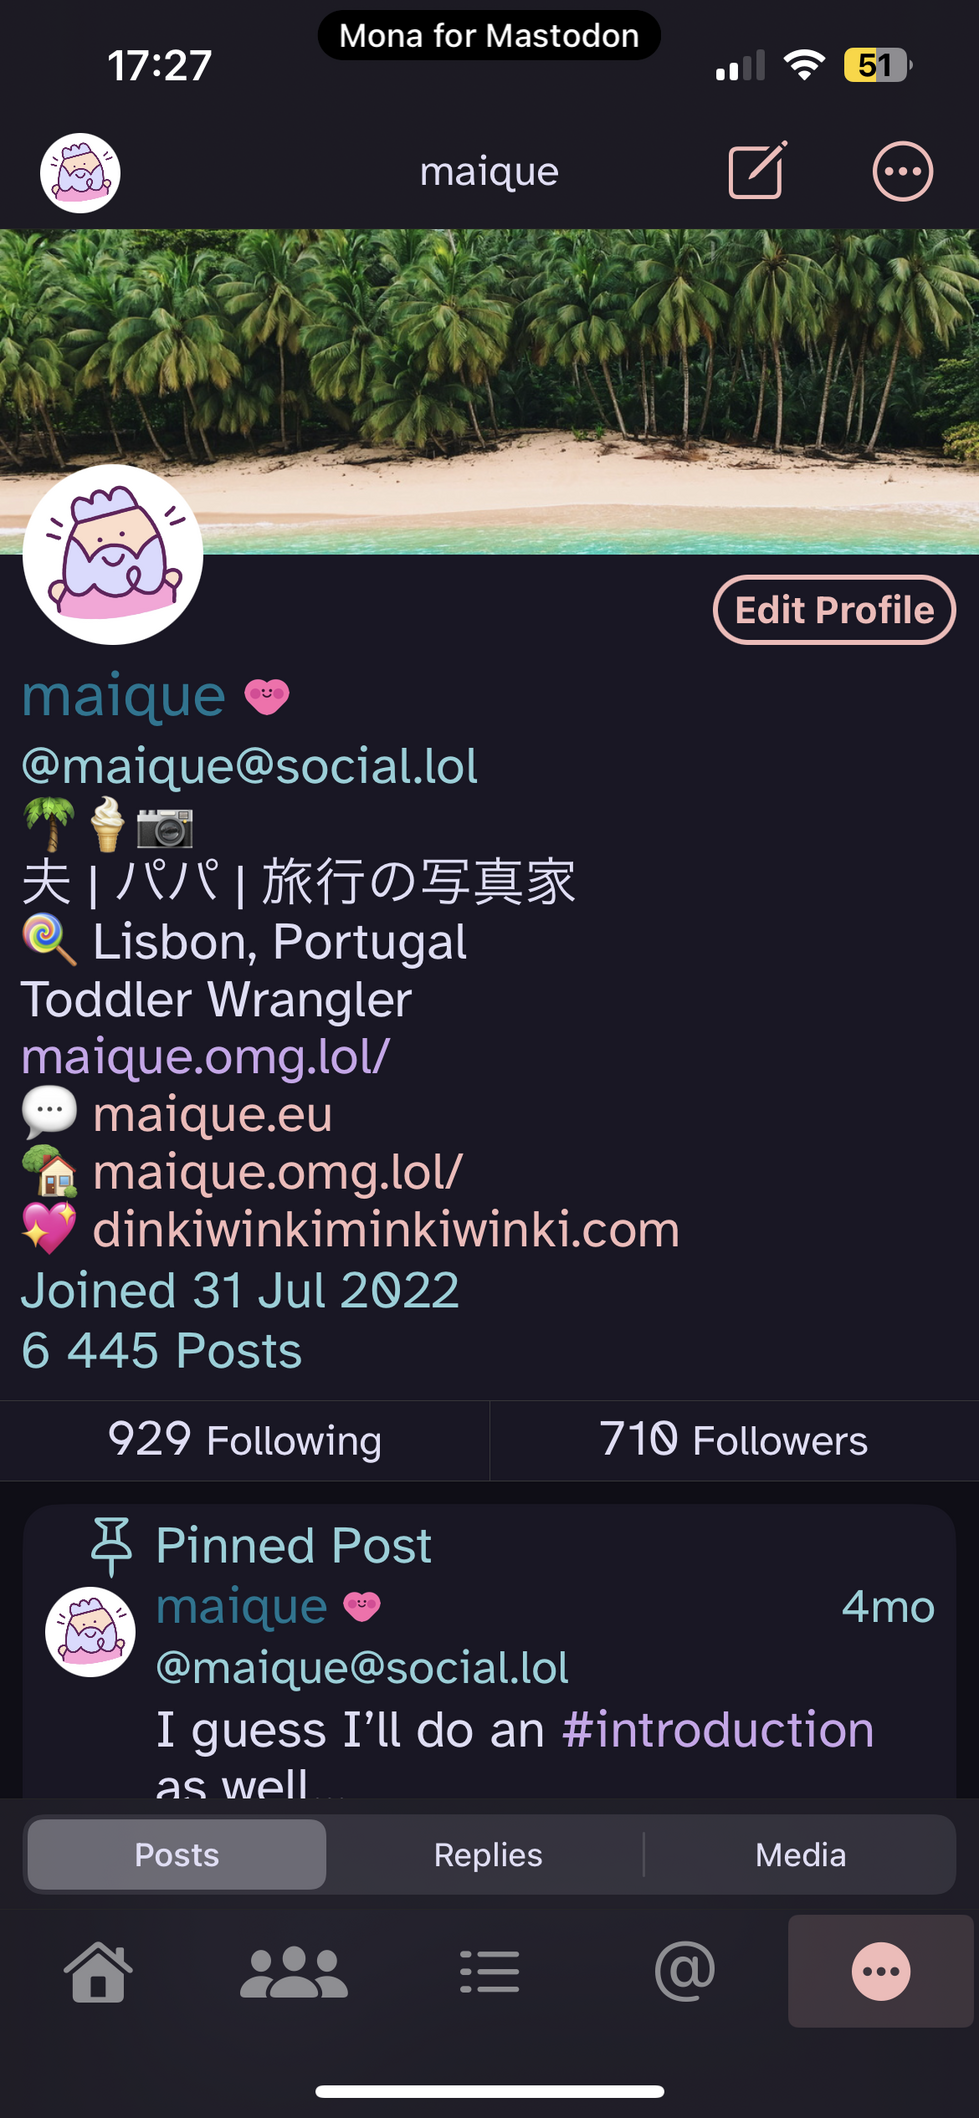 Mona for Mastodon
17:27
51
maique
Edit Profile
maique
@maique@social.lol
夫 | パパ | 旅行の写真家
Lisbon, Portugal
Toddler Wrangler
maique.omg.lol/
maique.eu
maique.omg.lol/
dinkiwinkiminkiwinki.com
Joined 31 Jul 2022
6 445 Posts
929 Following
710 Followers
Pinned Post
maique
4mo
@maique@social.lol
I guess I’ll do an #introduction
as well...
Posts
Replies
Media